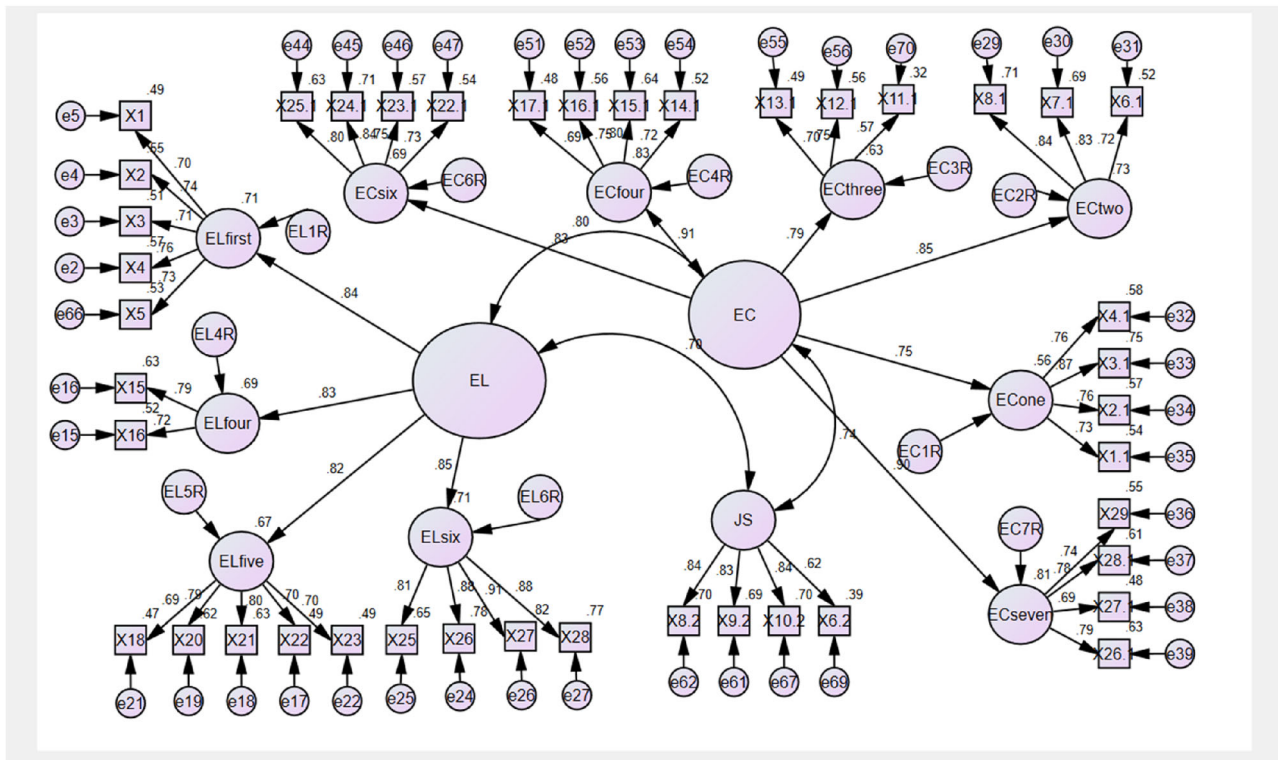 e44 e45 e46 e47 e51 e52 e53 e54 e55 e56 e70 e29 e30 e31
.63 .71 .57 .54 .48 .56 .64 .52 .49 .56 .32 .71 .69 .52
X25.1 X24.1 X23.1 X22.1 X17.1 X16.1 X15.1 X14.1 X13.1 X12.1 X11.1 X8.1 X7.1 X6.1
.80 .84 .75 .73 .69 .75 .80 .72 .70 .75 .57 .84 .83 .72
.69 .83 .63 .73
ECsix EC6R ECfour EC4R ECthree EC3R EC2R ECtwo
e5 X1 .49
e4 X2 .55
e3 X3 .51
e2 X4 .57
e66 X5 .53
.70
.74
.71
.76
.73
.71
ELfirst EL1R
.80 .83 .91 .79 .85
.84
EC
EL
.70
.75
.74
.90
EL4R
e16 X15 .63
e15 X16 .52
.79
.72
.69
ELfour
.83
.82
.85
X4.1 .58 e32
X3.1 .75 e33
X2.1 .57 e34
X1.1 .54 e35
.76
.87
.76
.73
.56
ECone
EC1R
EL5R
.67
ELfive
EL6R
.71
ELsix
JS
EC7R
.81
ECseven
X29 .55 e36
X28.1 .61 e37
X27.1 .48 e38
X26.1 .63 e39
.74
.78
.69
.79
.69 .79 .80 .70 .70 .81 .88 .91 .88 .84 .83 .84 .62
.47 .62 .63 .49 .49 .65 .78 .82 .77 .70 .69 .70 .39
X18 X20 X21 X22 X23 X25 X26 X27 X28 X8.2 X9.2 X10.2 X6.2
e21 e19 e18 e17 e22 e25 e24 e26 e27 e62 e61 e67 e69